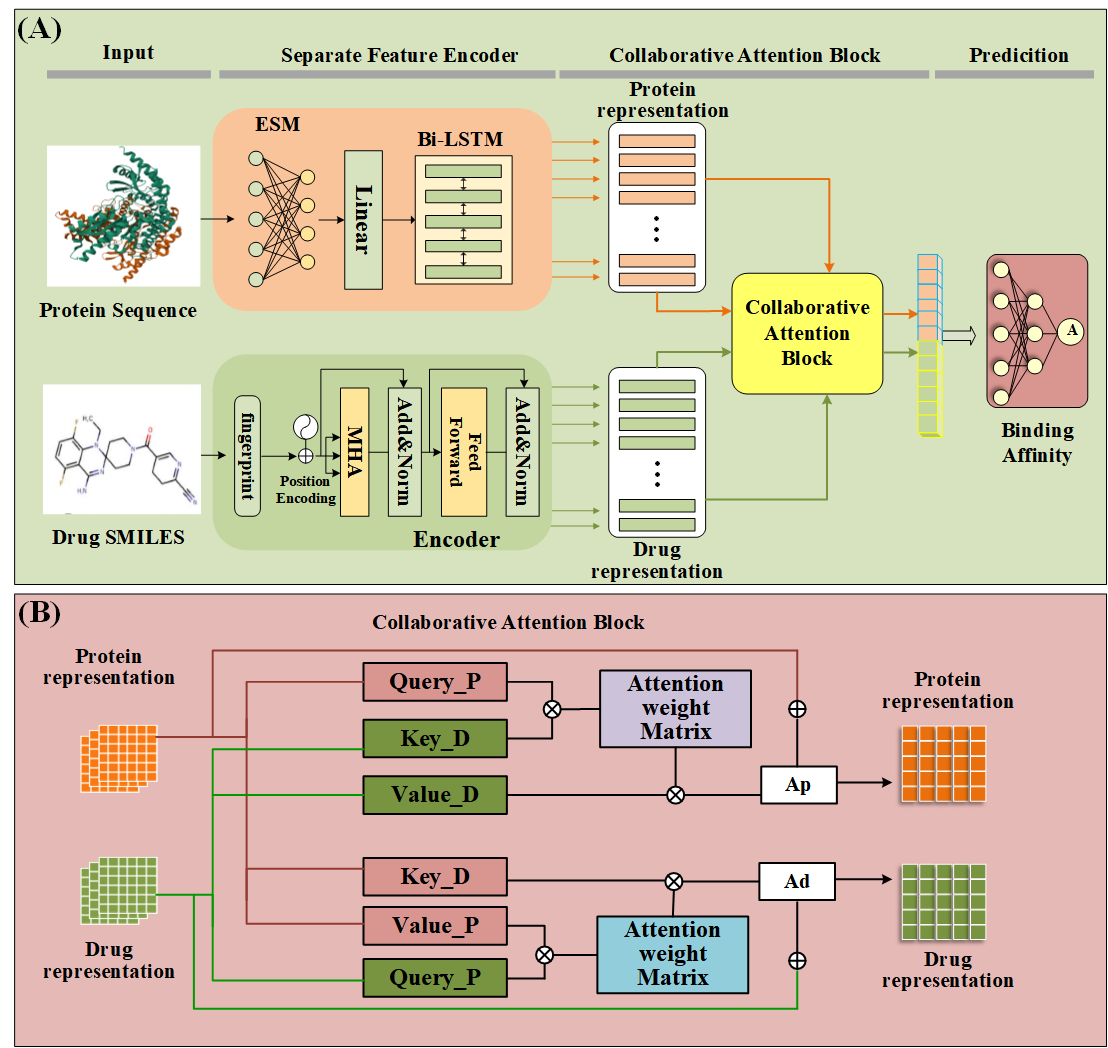 (A)
Input
Separate Feature Encoder
Collaborative Attention Block
Predicition
ESM
Linear
Bi-LSTM
Protein
representation
Protein Sequence
Collaborative
Attention
Block
A
Binding
Affinity
H₃C
F
N
N
O
N
F
N
HN
N
Drug SMILES
fingerprint
Position
Encoding
MHA
Add&Norm
Feed
Forward
Add&Norm
Encoder
Drug
representation
(B)
Collaborative Attention Block
Protein
representation
Query_P
Key_D
Value_D
Attention
weight
Matrix
Ap
Protein
representation
Drug
representation
Key_D
Value_P
Query_P
Attention
weight
Matrix
Ad
Drug
representation